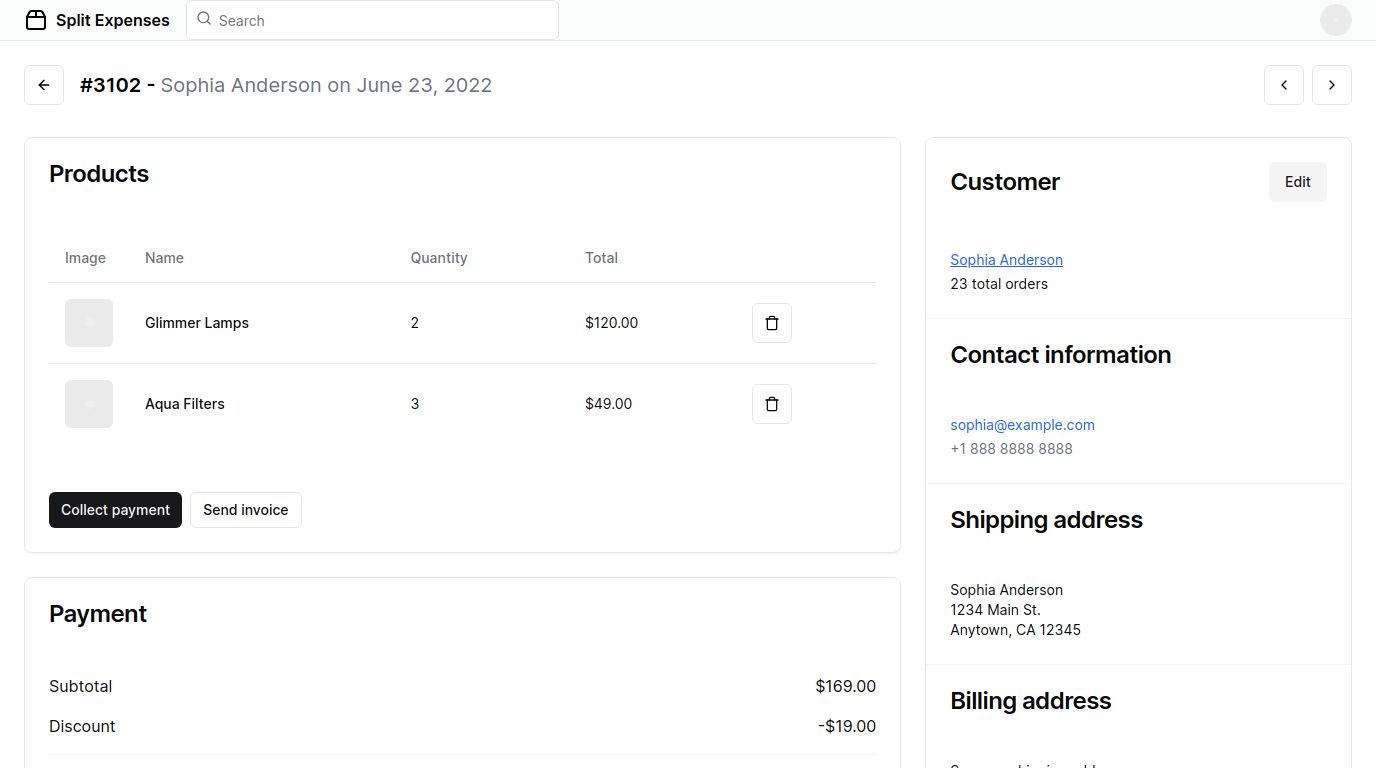 Split Expenses
Search
#3102 - Sophia Anderson on June 23, 2022
Products
Image Name Quantity Total
Glimmer Lamps 2 $120.00
Aqua Filters 3 $49.00
Collect payment Send invoice
Payment
Subtotal $169.00
Discount -$19.00
Customer
Edit
Sophia Anderson
23 total orders
Contact information
sophia@example.com
+1 888 8888 8888
Shipping address
Sophia Anderson
1234 Main St.
Anytown, CA 12345
Billing address